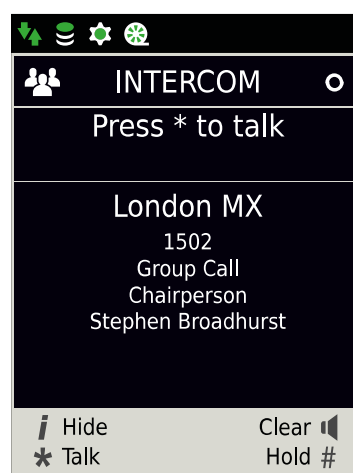 INTERCOM
Press * to talk
London MX
1502
Group Call
Chairperson
Stephen Broadhurst
i Hide Clear
* Talk Hold #